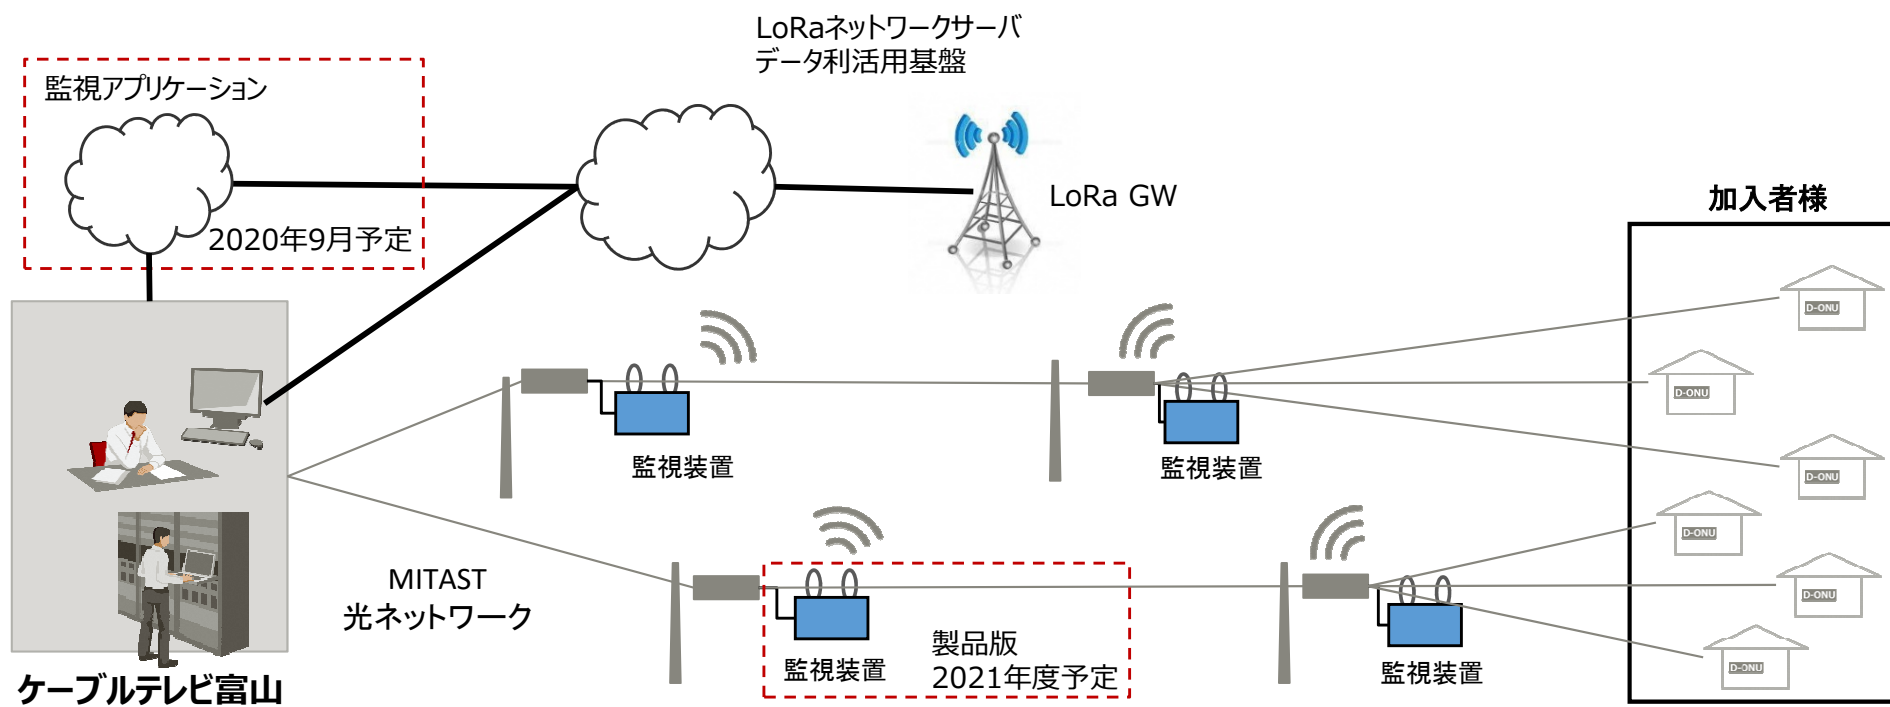 LoRaネットワークサーバ
データ利活用基盤
監視アプリケーション
2020年9月予定
LoRa GW
加入者様
D-ONU
D-ONU
D-ONU
D-ONU
D-ONU
D-ONU
監視装置
監視装置
MITAST
光ネットワーク
監視装置
製品版
2021年度予定
監視装置
ケーブルテレビ富山